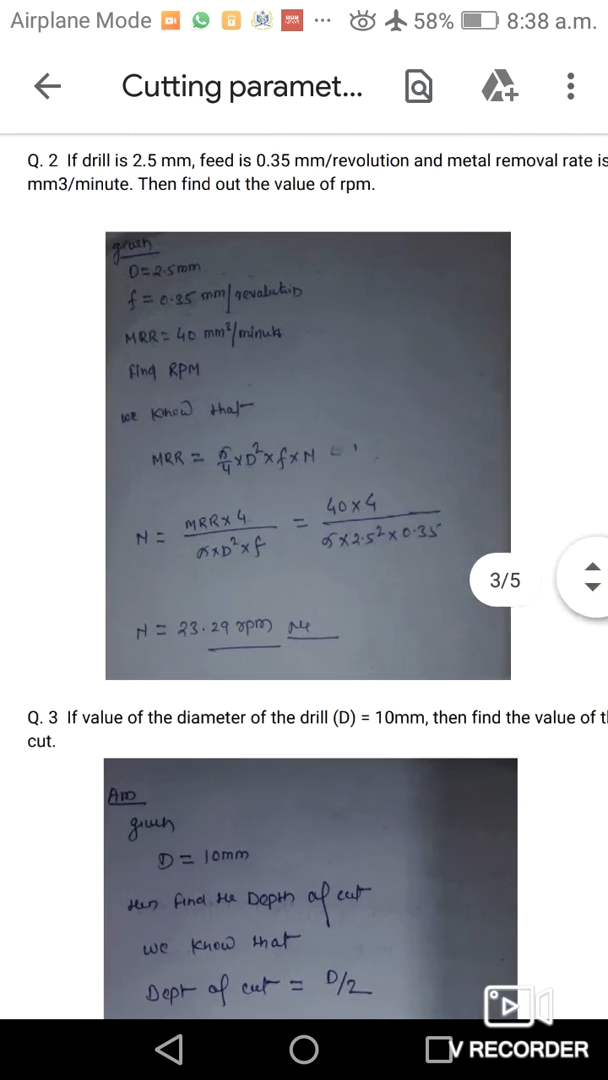 Airplane Mode ... 58% 8:38 a.m.
Cutting paramet...
Q. 2 If drill is 2.5 mm, feed is 0.35 mm/revolution and metal removal rate is
mm3/minute. Then find out the value of rpm.
given
D = 2.5mm
f = 0.35 mm/revolution
MRR = 40 mm³/minute
find RPM
we know that
MRR = π/4 × D² × f × N =
N = MRR × 4 / π × D² × f = 40 × 4 / π × 2.5² × 0.35
3/5
N = 23.29 rpm
Q. 3 If value of the diameter of the drill (D) = 10mm, then find the value of t
cut.
given
D = 10mm
then find the Depth of cut
we know that
Dept of cut = D/2
V RECORDER